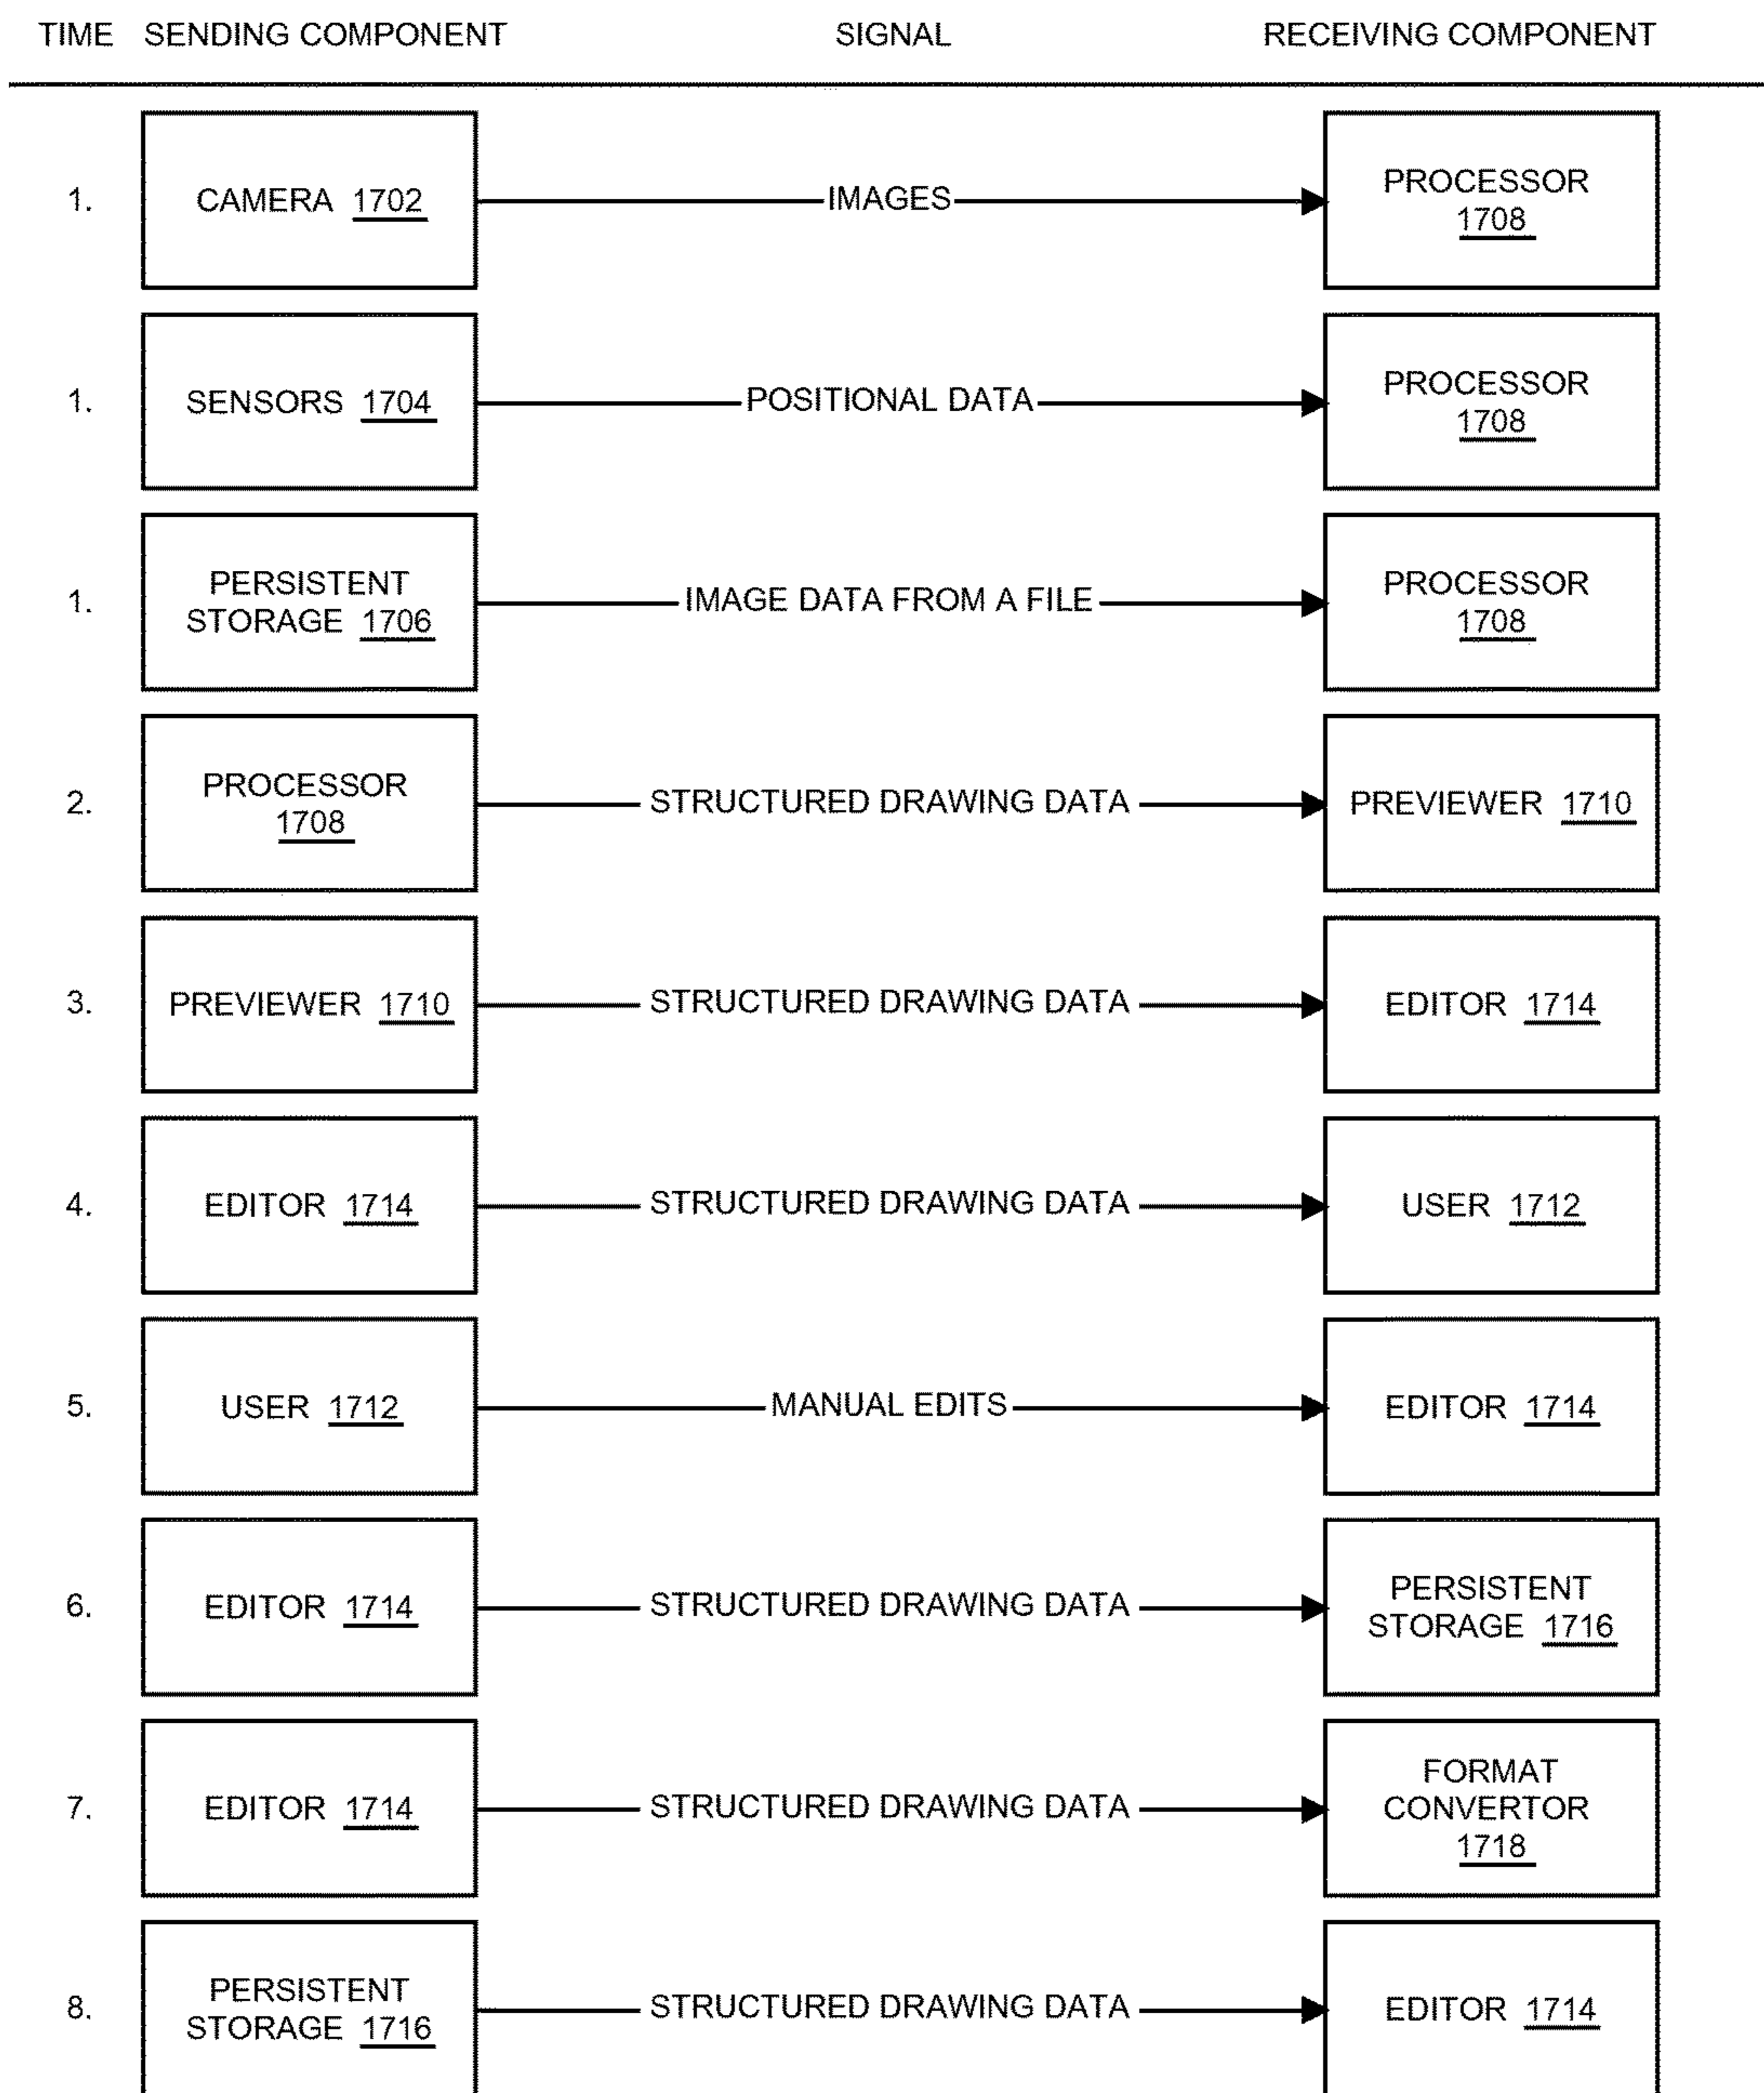 TIME SENDING COMPONENT SIGNAL RECEIVING COMPONENT
1. CAMERA 1702 IMAGES PROCESSOR
1708
1. SENSORS 1704 POSITIONAL DATA PROCESSOR
1708
1. PERSISTENT
STORAGE 1706 IMAGE DATA FROM A FILE PROCESSOR
1708
2. PROCESSOR
1708 STRUCTURED DRAWING DATA PREVIEWER 1710
3. PREVIEWER 1710 STRUCTURED DRAWING DATA EDITOR 1714
4. EDITOR 1714 STRUCTURED DRAWING DATA USER 1712
5. USER 1712 MANUAL EDITS EDITOR 1714
6. EDITOR 1714 STRUCTURED DRAWING DATA PERSISTENT
STORAGE 1716
7. EDITOR 1714 STRUCTURED DRAWING DATA FORMAT
CONVERTOR
1718
8. PERSISTENT
STORAGE 1716 STRUCTURED DRAWING DATA EDITOR 1714